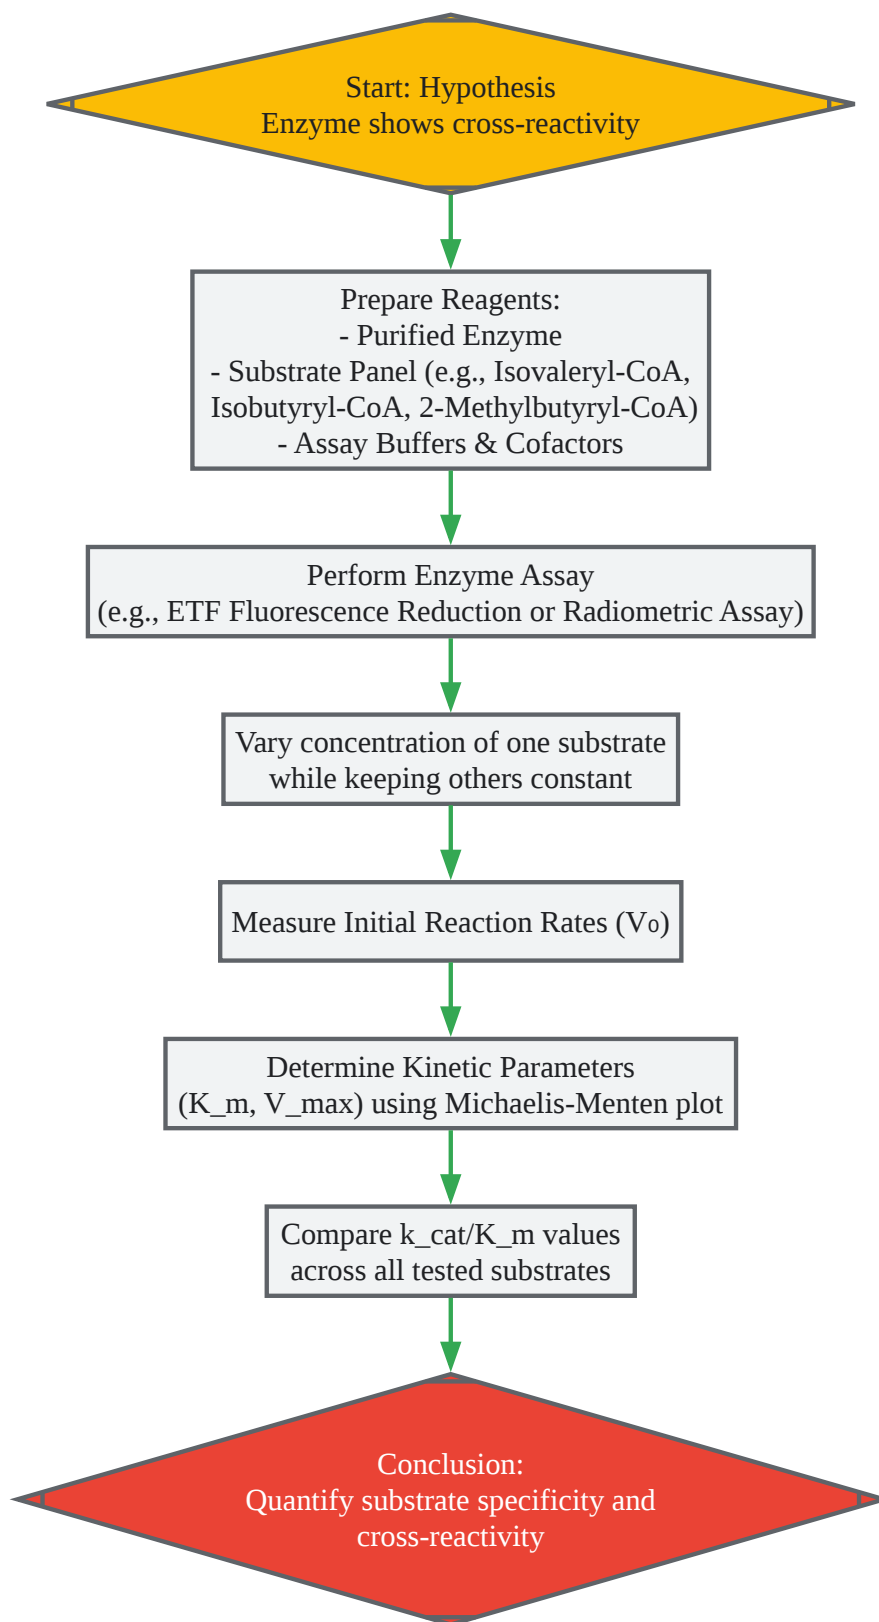 Start: Hypothesis
Enzyme shows cross-reactivity
Prepare Reagents:
- Purified Enzyme
- Substrate Panel (e.g., Isovaleryl-CoA,
Isobutyryl-CoA, 2-Methylbutyryl-CoA)
- Assay Buffers & Cofactors
Perform Enzyme Assay
(e.g., ETF Fluorescence Reduction or Radiometric Assay)
Vary concentration of one substrate
while keeping others constant
Measure Initial Reaction Rates (V₀)
Determine Kinetic Parameters
(K_m, V_max) using Michaelis-Menten plot
Compare k_cat/K_m values
across all tested substrates
Conclusion:
Quantify substrate specificity and
cross-reactivity